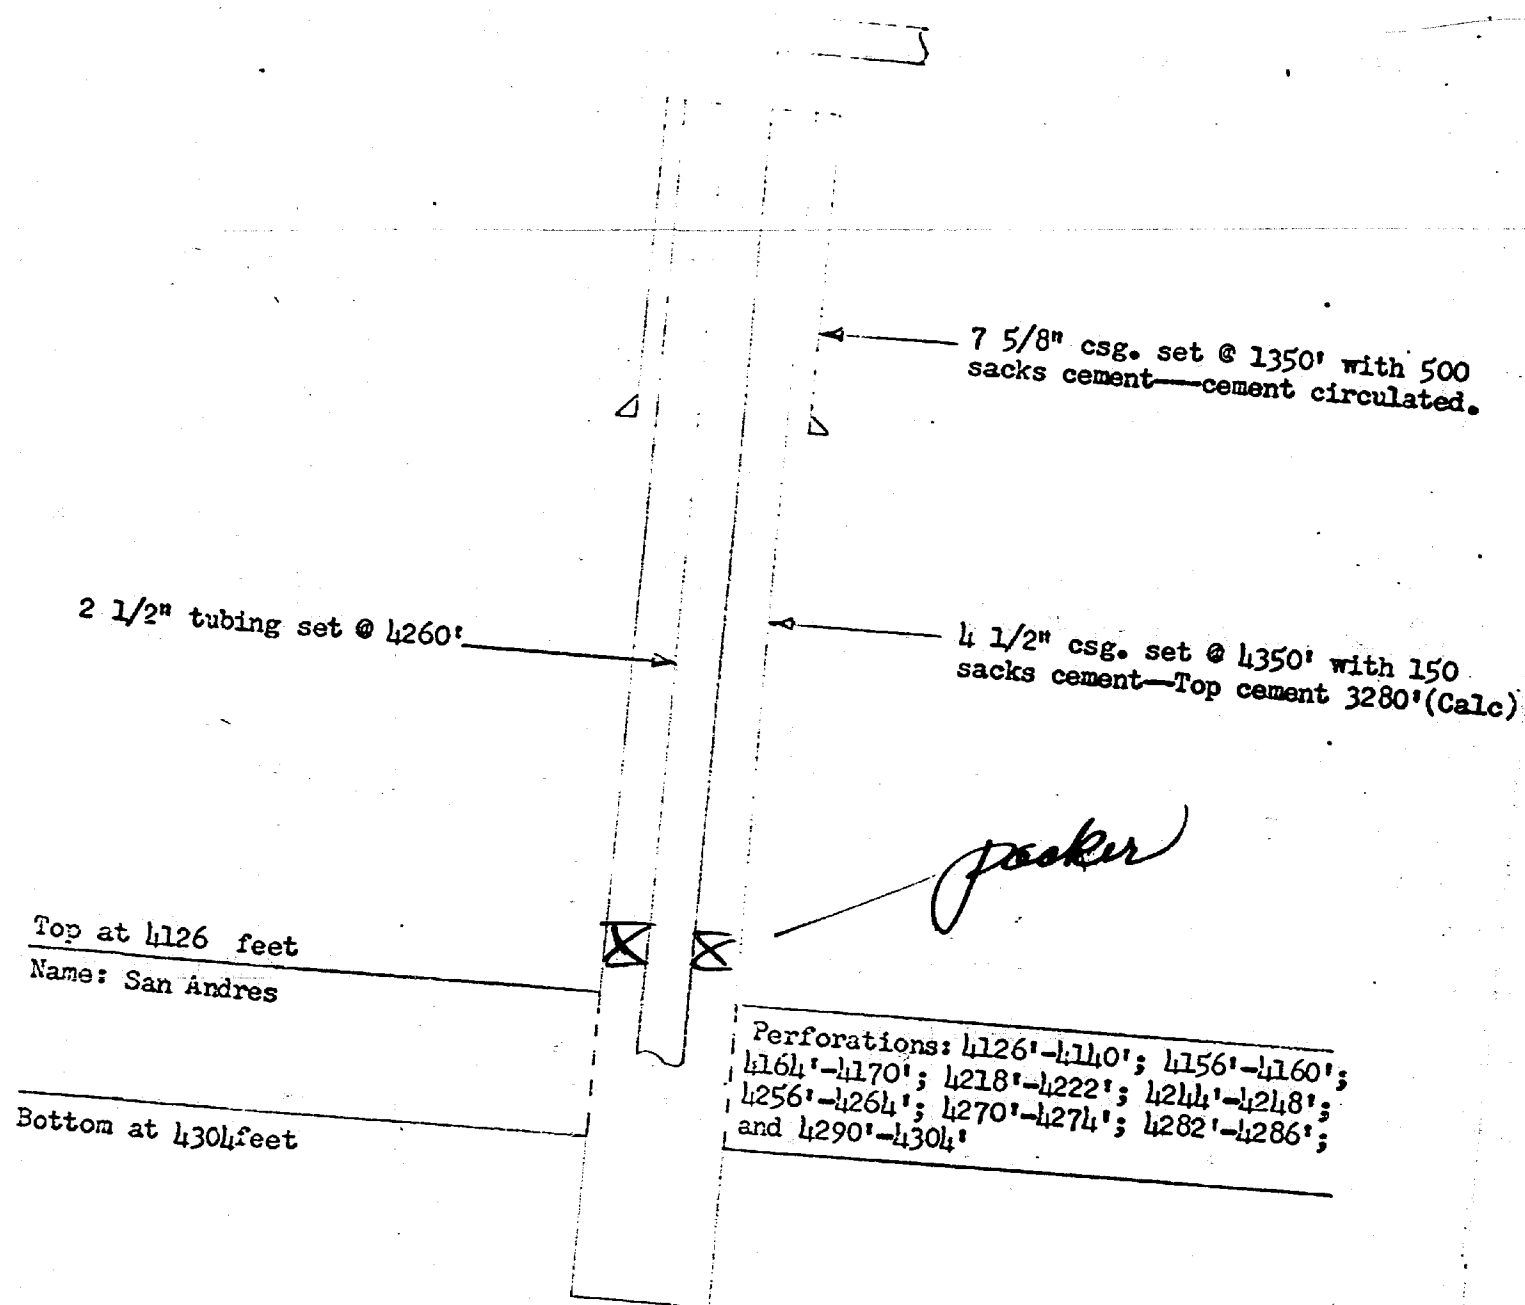 7 5/8" csg. set @ 1350' with 500
sacks cement—cement circulated.
2 1/2" tubing set @ 4260'
4 1/2" csg. set @ 4350' with 150
sacks cement—Top cement 3280'(Calc)
packer
Top at 4126 feet
Name: San Andres
Perforations: 4126'-4140'; 4156'-4160';
4164'-4170'; 4218'-4222'; 4244'-4248';
4256'-4264'; 4270'-4274'; 4282'-4286';
and 4290'-4304'
Bottom at 4304feet